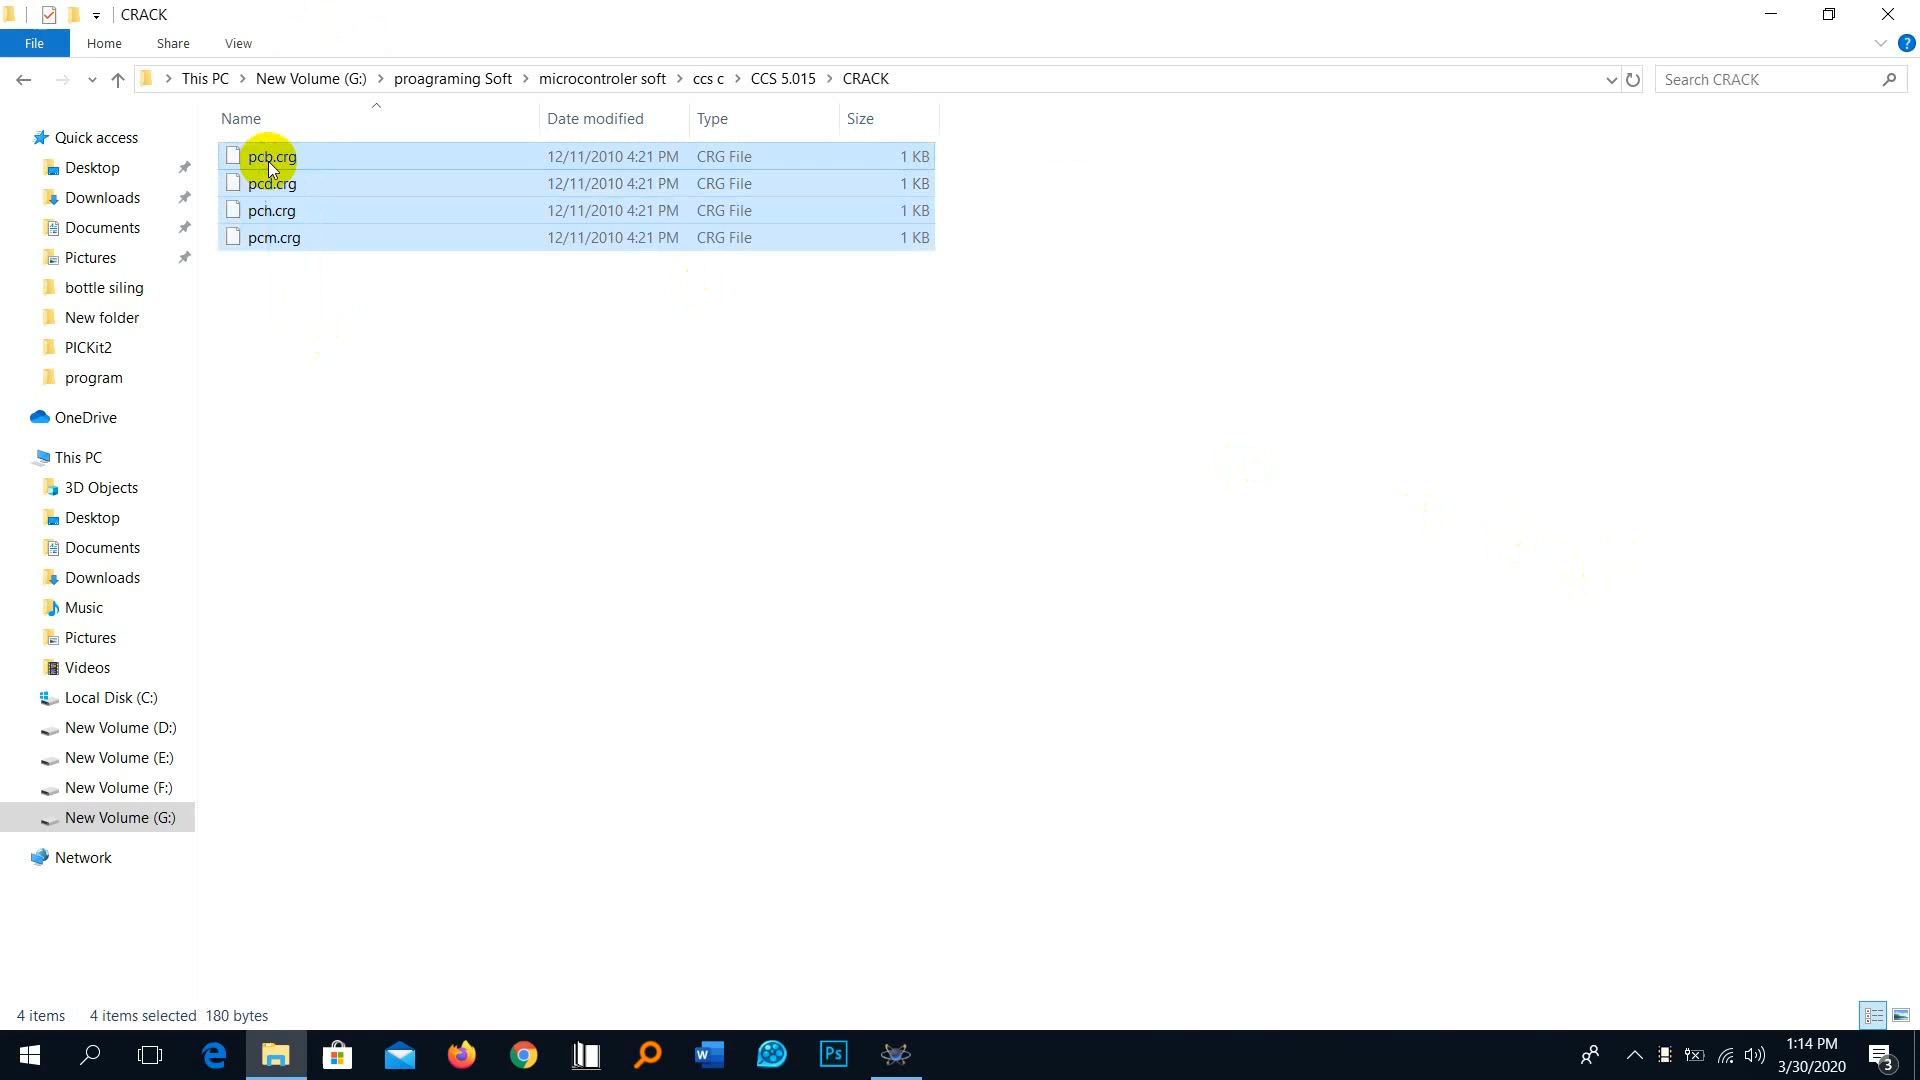 CRACK
File Home Share View
This PC New Volume (G:) proagraming Soft microcontroler soft ccs c CCS 5.015 CRACK Search CRACK
Name Date modified Type Size
pcb.crg 12/11/2010 4:21 PM CRG File 1 KB
pcd.crg 12/11/2010 4:21 PM CRG File 1 KB
pch.crg 12/11/2010 4:21 PM CRG File 1 KB
pcm.crg 12/11/2010 4:21 PM CRG File 1 KB
Quick access
Desktop
Downloads
Documents
Pictures
bottle siling
New folder
PICKit2
program
OneDrive
This PC
3D Objects
Desktop
Documents
Downloads
Music
Pictures
Videos
Local Disk (C:)
New Volume (D:)
New Volume (E:)
New Volume (F:)
New Volume (G:)
Network
4 items 4 items selected 180 bytes
Ps
1:14 PM
3/30/2020
3